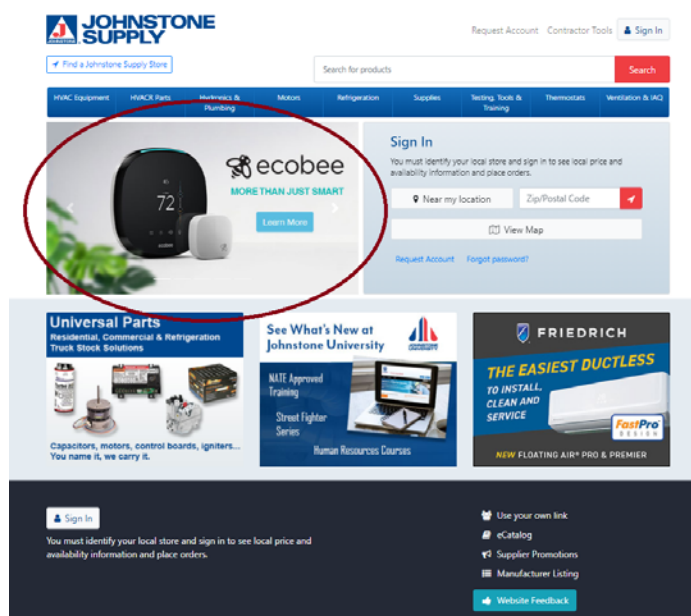 JOHNSTONE
SUPPLY
Request Account Contractor Tools Sign In
Find a Johnstone Supply Store
Search for products
Search
HVAC Equipment
HVACR Parts
Hydronics &
Plumbing
Motors
Refrigeration
Supplies
Testing, Tools &
Training
Thermostats
Ventilation & IAQ
72
ecobee
ecobee
MORE THAN JUST SMART
Learn More
Sign In
You must identify your local store and sign in to see local price and
availability information and place orders.
Near my location
Zip/Postal Code
View Map
Request Account Forgot password?
Universal Parts
Residential, Commercial & Refrigeration
Truck Stock Solutions
Capacitors, motors, control boards, igniters...
You name it, we carry it.
See What's New at
Johnstone University
NATE Approved
Training
Street Fighter
Series
Human Resources Courses
FRIEDRICH
THE EASIEST DUCTLESS
TO INSTALL,
CLEAN AND
SERVICE
FastPro
DESIGN
NEW FLOATING AIR® PRO & PREMIER
Sign In
You must identify your local store and sign in to see local price and
availability information and place orders.
Use your own link
eCatalog
Supplier Promotions
Manufacturer Listing
Website Feedback